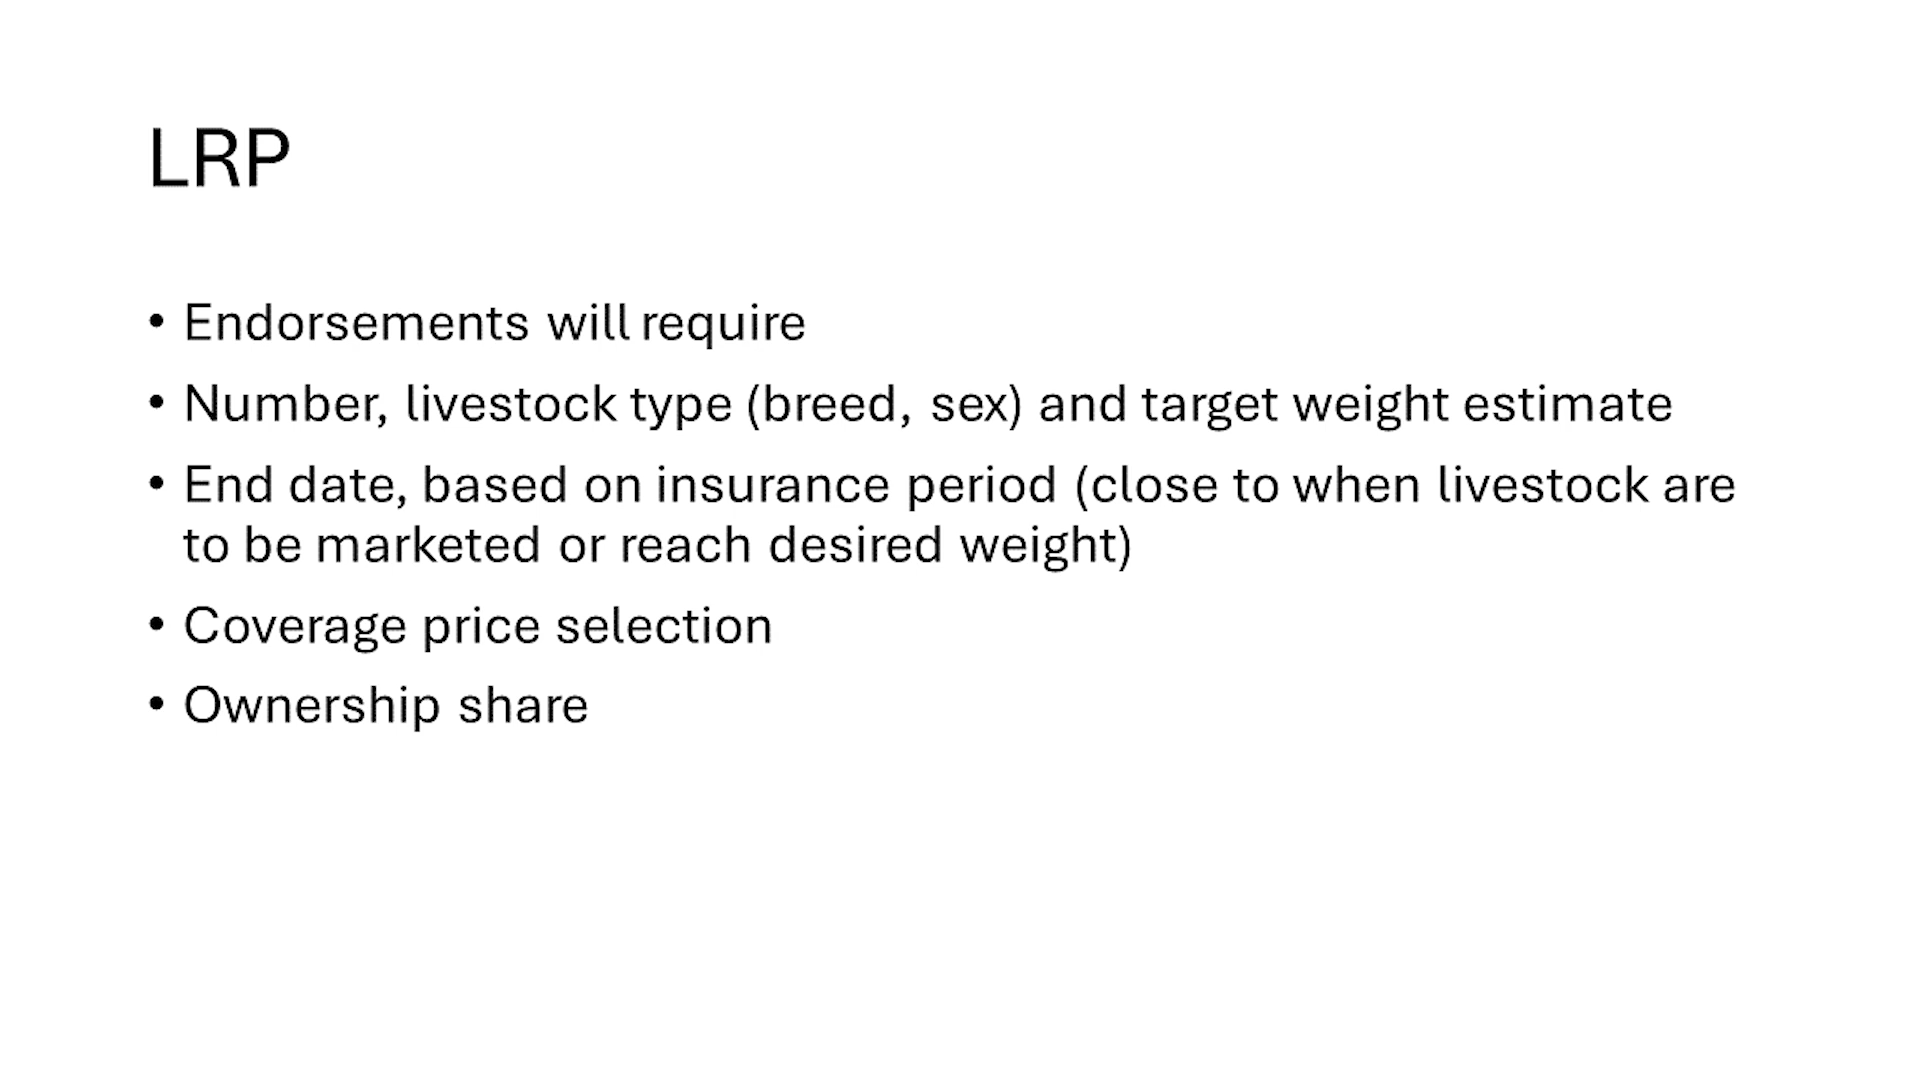 LRP
• Endorsements will require
• Number, livestock type (breed, sex) and target weight estimate
• End date, based on insurance period (close to when livestock are
to be marketed or reach desired weight)
• Coverage price selection
• Ownership share